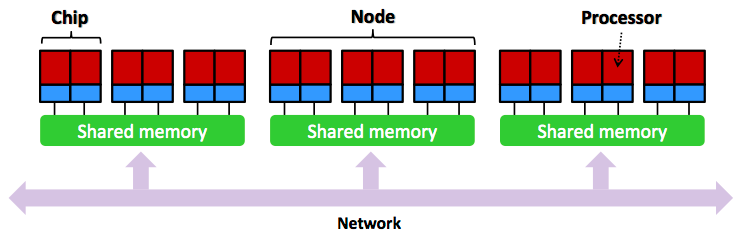 Chip
Node
Processor
Shared memory
Shared memory
Shared memory
Network